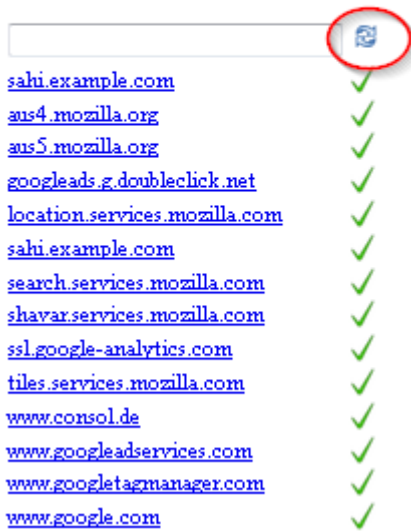 sahi.example.com
aus4.mozilla.org
aus5.mozilla.org
googleads.g.doubleclick.net
location.services.mozilla.com
sahi.example.com
search.services.mozilla.com
shavar.services.mozilla.com
ssl.google-analytics.com
tiles.services.mozilla.com
www.consol.de
www.googleadservices.com
www.googletagmanager.com
www.google.com